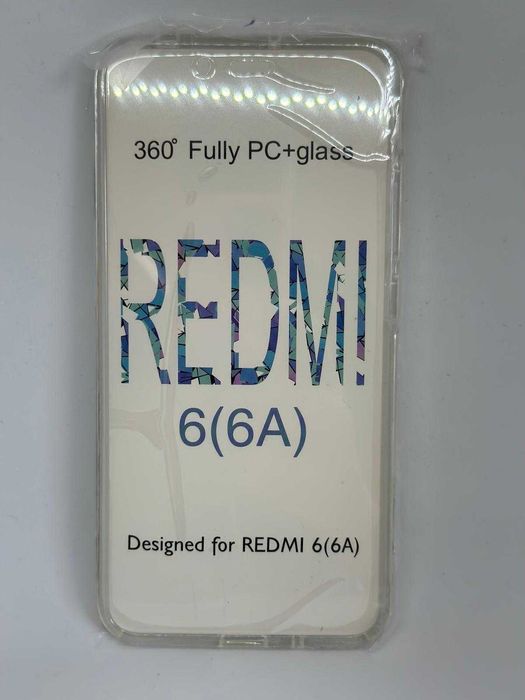 360° Fully PC+glass
REDMI
6(6A)
Designed for REDMI 6(6A)